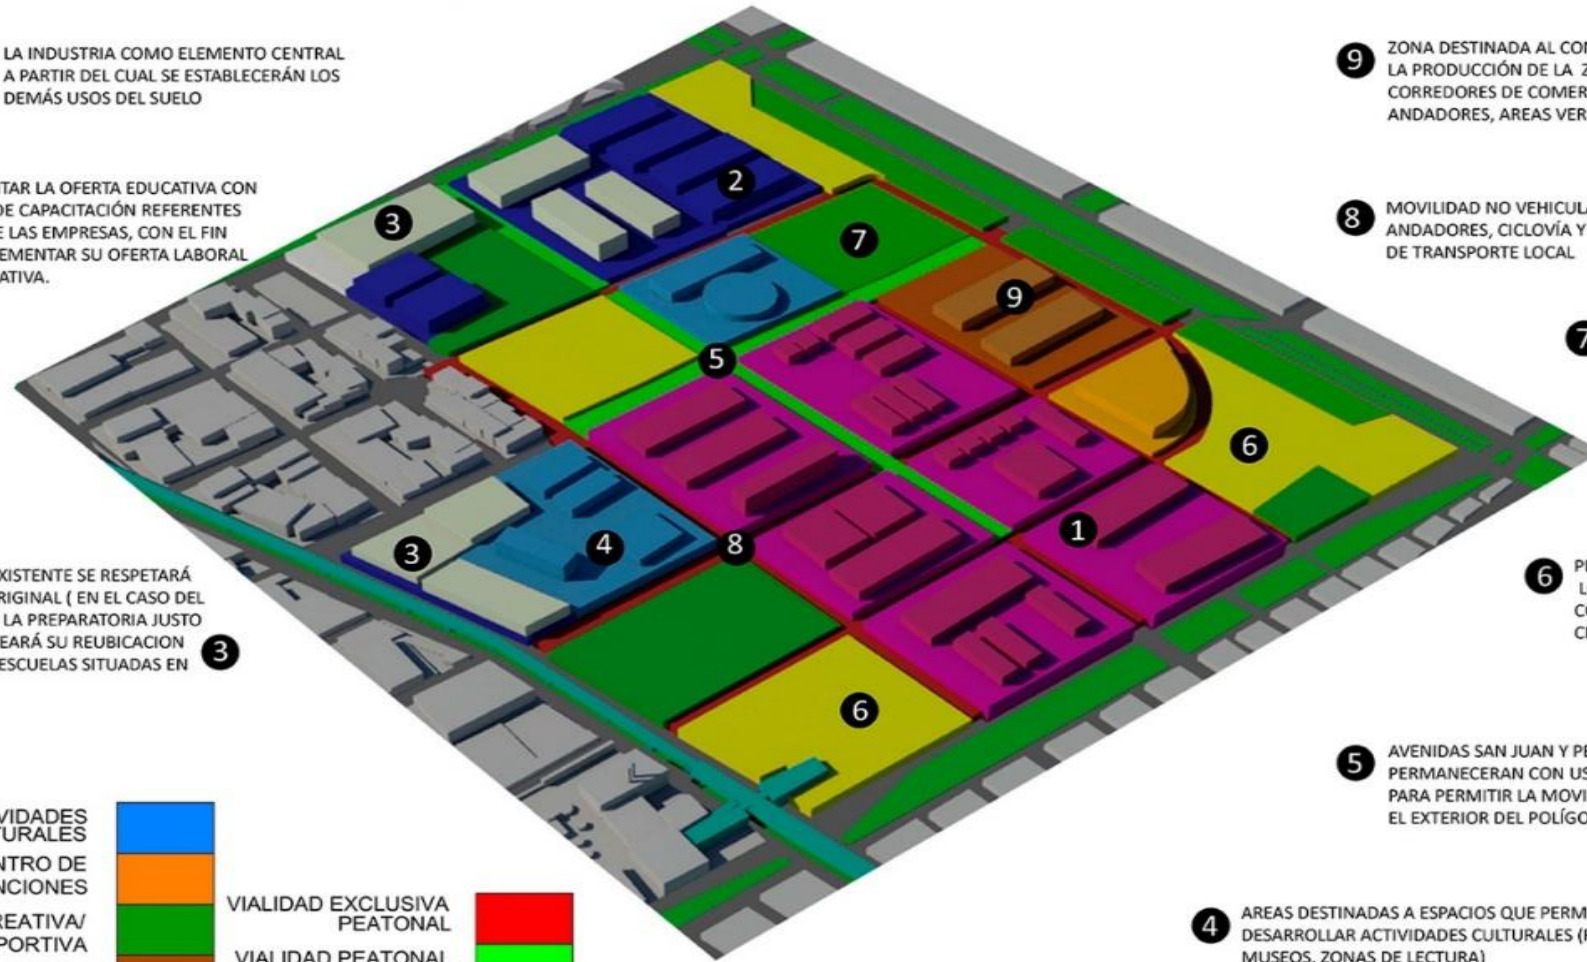 LA INDUSTRIA COMO ELEMENTO CENTRAL
A PARTIR DEL CUAL SE ESTABLECERÁN LOS
DEMÁS USOS DEL SUELO
TAR LA OFERTA EDUCATIVA CON
DE CAPACITACIÓN REFERENTES
E LAS EMPRESAS, CON EL FIN
EMENTAR SU OFERTA LABORAL
ATIVA.
XISTENTE SE RESPETARÁ
RIGINAL ( EN EL CASO DEL
LA PREPARATORIA JUSTO
EARÁ SU REUBICACION
ESCUELAS SITUADAS EN
3
VIDADES
TURALES
NTRO DE
NCIONES
REATIVA/
PORTIVA
VIALIDAD EXCLUSIVA
PEATONAL
VIALIDAD PEATONAL
2
3
7
9
5
6
1
3
4
8
6
9
ZONA DESTINADA AL CO
LA PRODUCCIÓN DE LA
CORREDORES DE COMER
ANDADORES, AREAS VER
8
MOVILIDAD NO VEHICUL
ANDADORES, CICLOVÍA Y
DE TRANSPORTE LOCAL
7
6
5
AVENIDAS SAN JUAN Y PE
PERMANECERAN CON US
PARA PERMITIR LA MOVI
EL EXTERIOR DEL POLÍGO
4
AREAS DESTINADAS A ESPACIOS QUE PERM
DESARROLLAR ACTIVIDADES CULTURALES (
MUSEOS, ZONAS DE LECTURA)